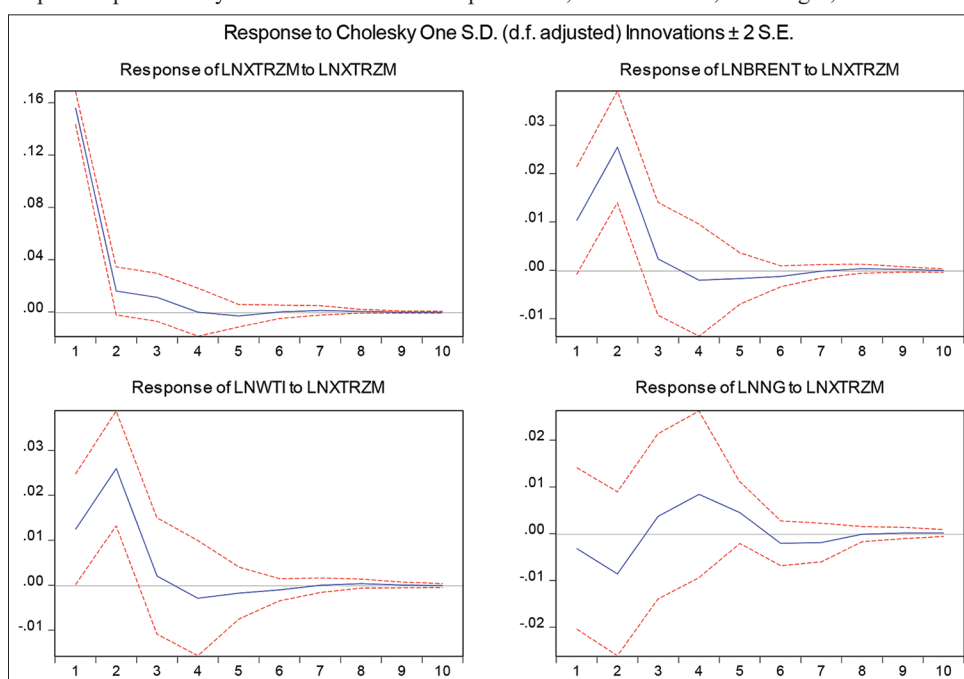 Response to Cholesky One S.D. (d.f. adjusted) Innovations ± 2 S.E.
Response of LNXTRZM to LNXTRZM
.16
.12
.08
.04
.00
1 2 3 4 5 6 7 8 9 10
Response of LNBRENT to LNXTRZM
.03
.02
.01
.00
-.01
1 2 3 4 5 6 7 8 9 10
Response of LNWTI to LNXTRZM
.03
.02
.01
.00
-.01
1 2 3 4 5 6 7 8 9 10
Response of LNNG to LNXTRZM
.02
.01
.00
-.01
-.02
1 2 3 4 5 6 7 8 9 10